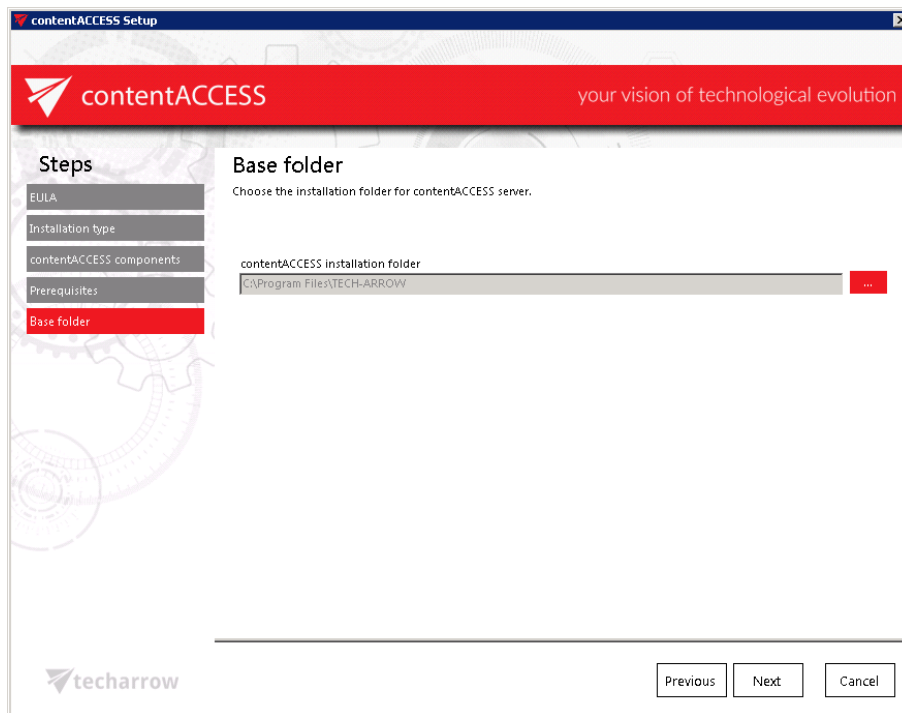 contentACCESS Setup
contentACCESS
your vision of technological evolution
Steps
EULA
Installation type
contentACCESS components
Prerequisites
Base folder
Base folder
Choose the installation folder for contentACCESS server.
contentACCESS installation folder
C:\Program Files\TECH-ARROW
...
techarrow
Previous
Next
Cancel